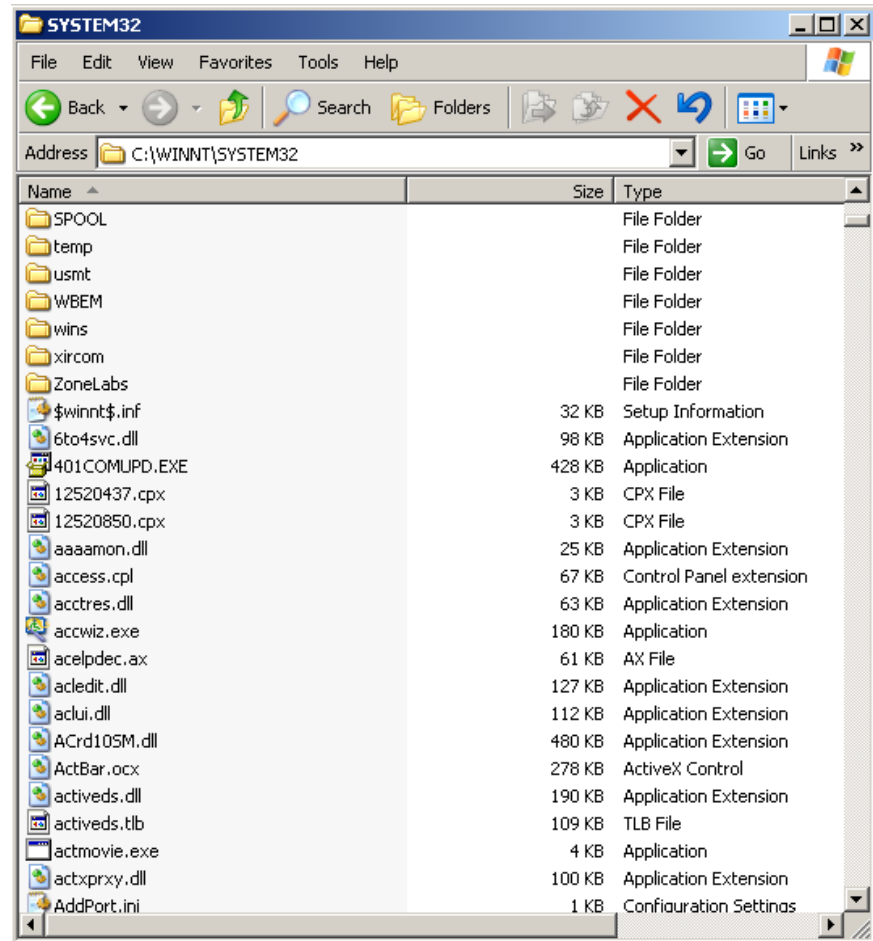 SYSTEM32
File Edit View Favorites Tools Help
Back Search Folders
Address C:\WINNT\SYSTEM32 Go Links »
Name Size Type
SPOOL File Folder
temp File Folder
usmt File Folder
WBEM File Folder
wins File Folder
xircom File Folder
ZoneLabs File Folder
$winnt$.inf 32 KB Setup Information
6to4svc.dll 98 KB Application Extension
401COMUPD.EXE 428 KB Application
12520437.cpx 3 KB CPX File
12520850.cpx 3 KB CPX File
aaaamon.dll 25 KB Application Extension
access.cpl 67 KB Control Panel extension
acctres.dll 63 KB Application Extension
accwiz.exe 180 KB Application
acelpdec.ax 61 KB AX File
acledit.dll 127 KB Application Extension
aclui.dll 112 KB Application Extension
ACrd10SM.dll 480 KB Application Extension
ActBar.ocx 278 KB ActiveX Control
activeds.dll 190 KB Application Extension
activeds.tlb 109 KB TLB File
actmovie.exe 4 KB Application
actxprxy.dll 100 KB Application Extension
AddPort.ini 1 KB Configuration Settings